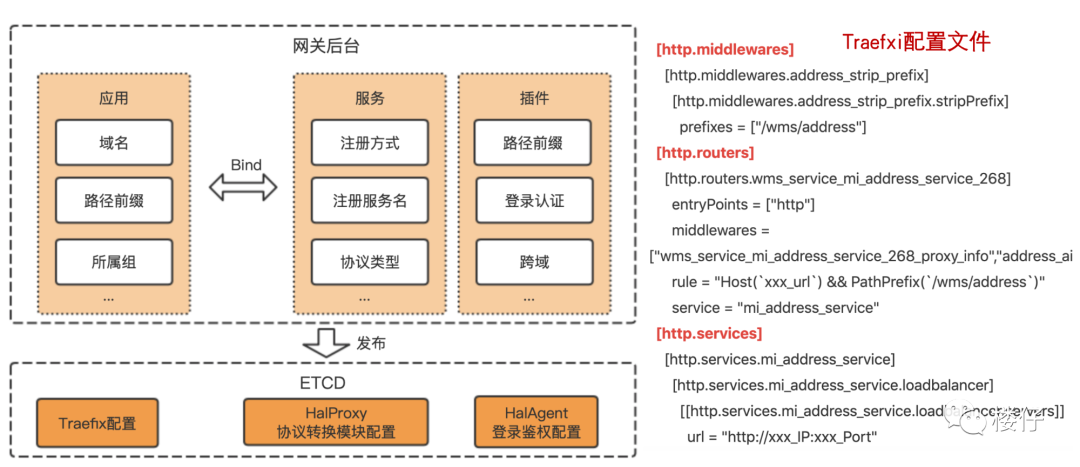 网关后台
应用
域名
路径前缀
所属组
...
Bind
服务
注册方式
注册服务名
协议类型
...
插件
路径前缀
登录认证
跨域
...
发布
ETCD
Traefix配置
HalProxy
协议转换模块配置
HalAgent
登录鉴权配置
Traefxi配置文件
[http.middlewares]
[http.middlewares.address_strip_prefix]
[http.middlewares.address_strip_prefix.stripPrefix]
prefixes = ["/wms/address"]
[http.routers]
[http.routers.wms_service_mi_address_service_268]
entryPoints = ["http"]
middlewares =
["wms_service_mi_address_service_268_proxy_info","address_ai
rule = "Host(`xxx_url`) && PathPrefix(`/wms/address`)"
service = "mi_address_service"
[http.services]
[http.services.mi_address_service]
[http.services.mi_address_service.loadbalancer]
[[http.services.mi_address_service.loadbalancer.servers]]
url = "http://xxx_IP:xxx_Port"
楼仔